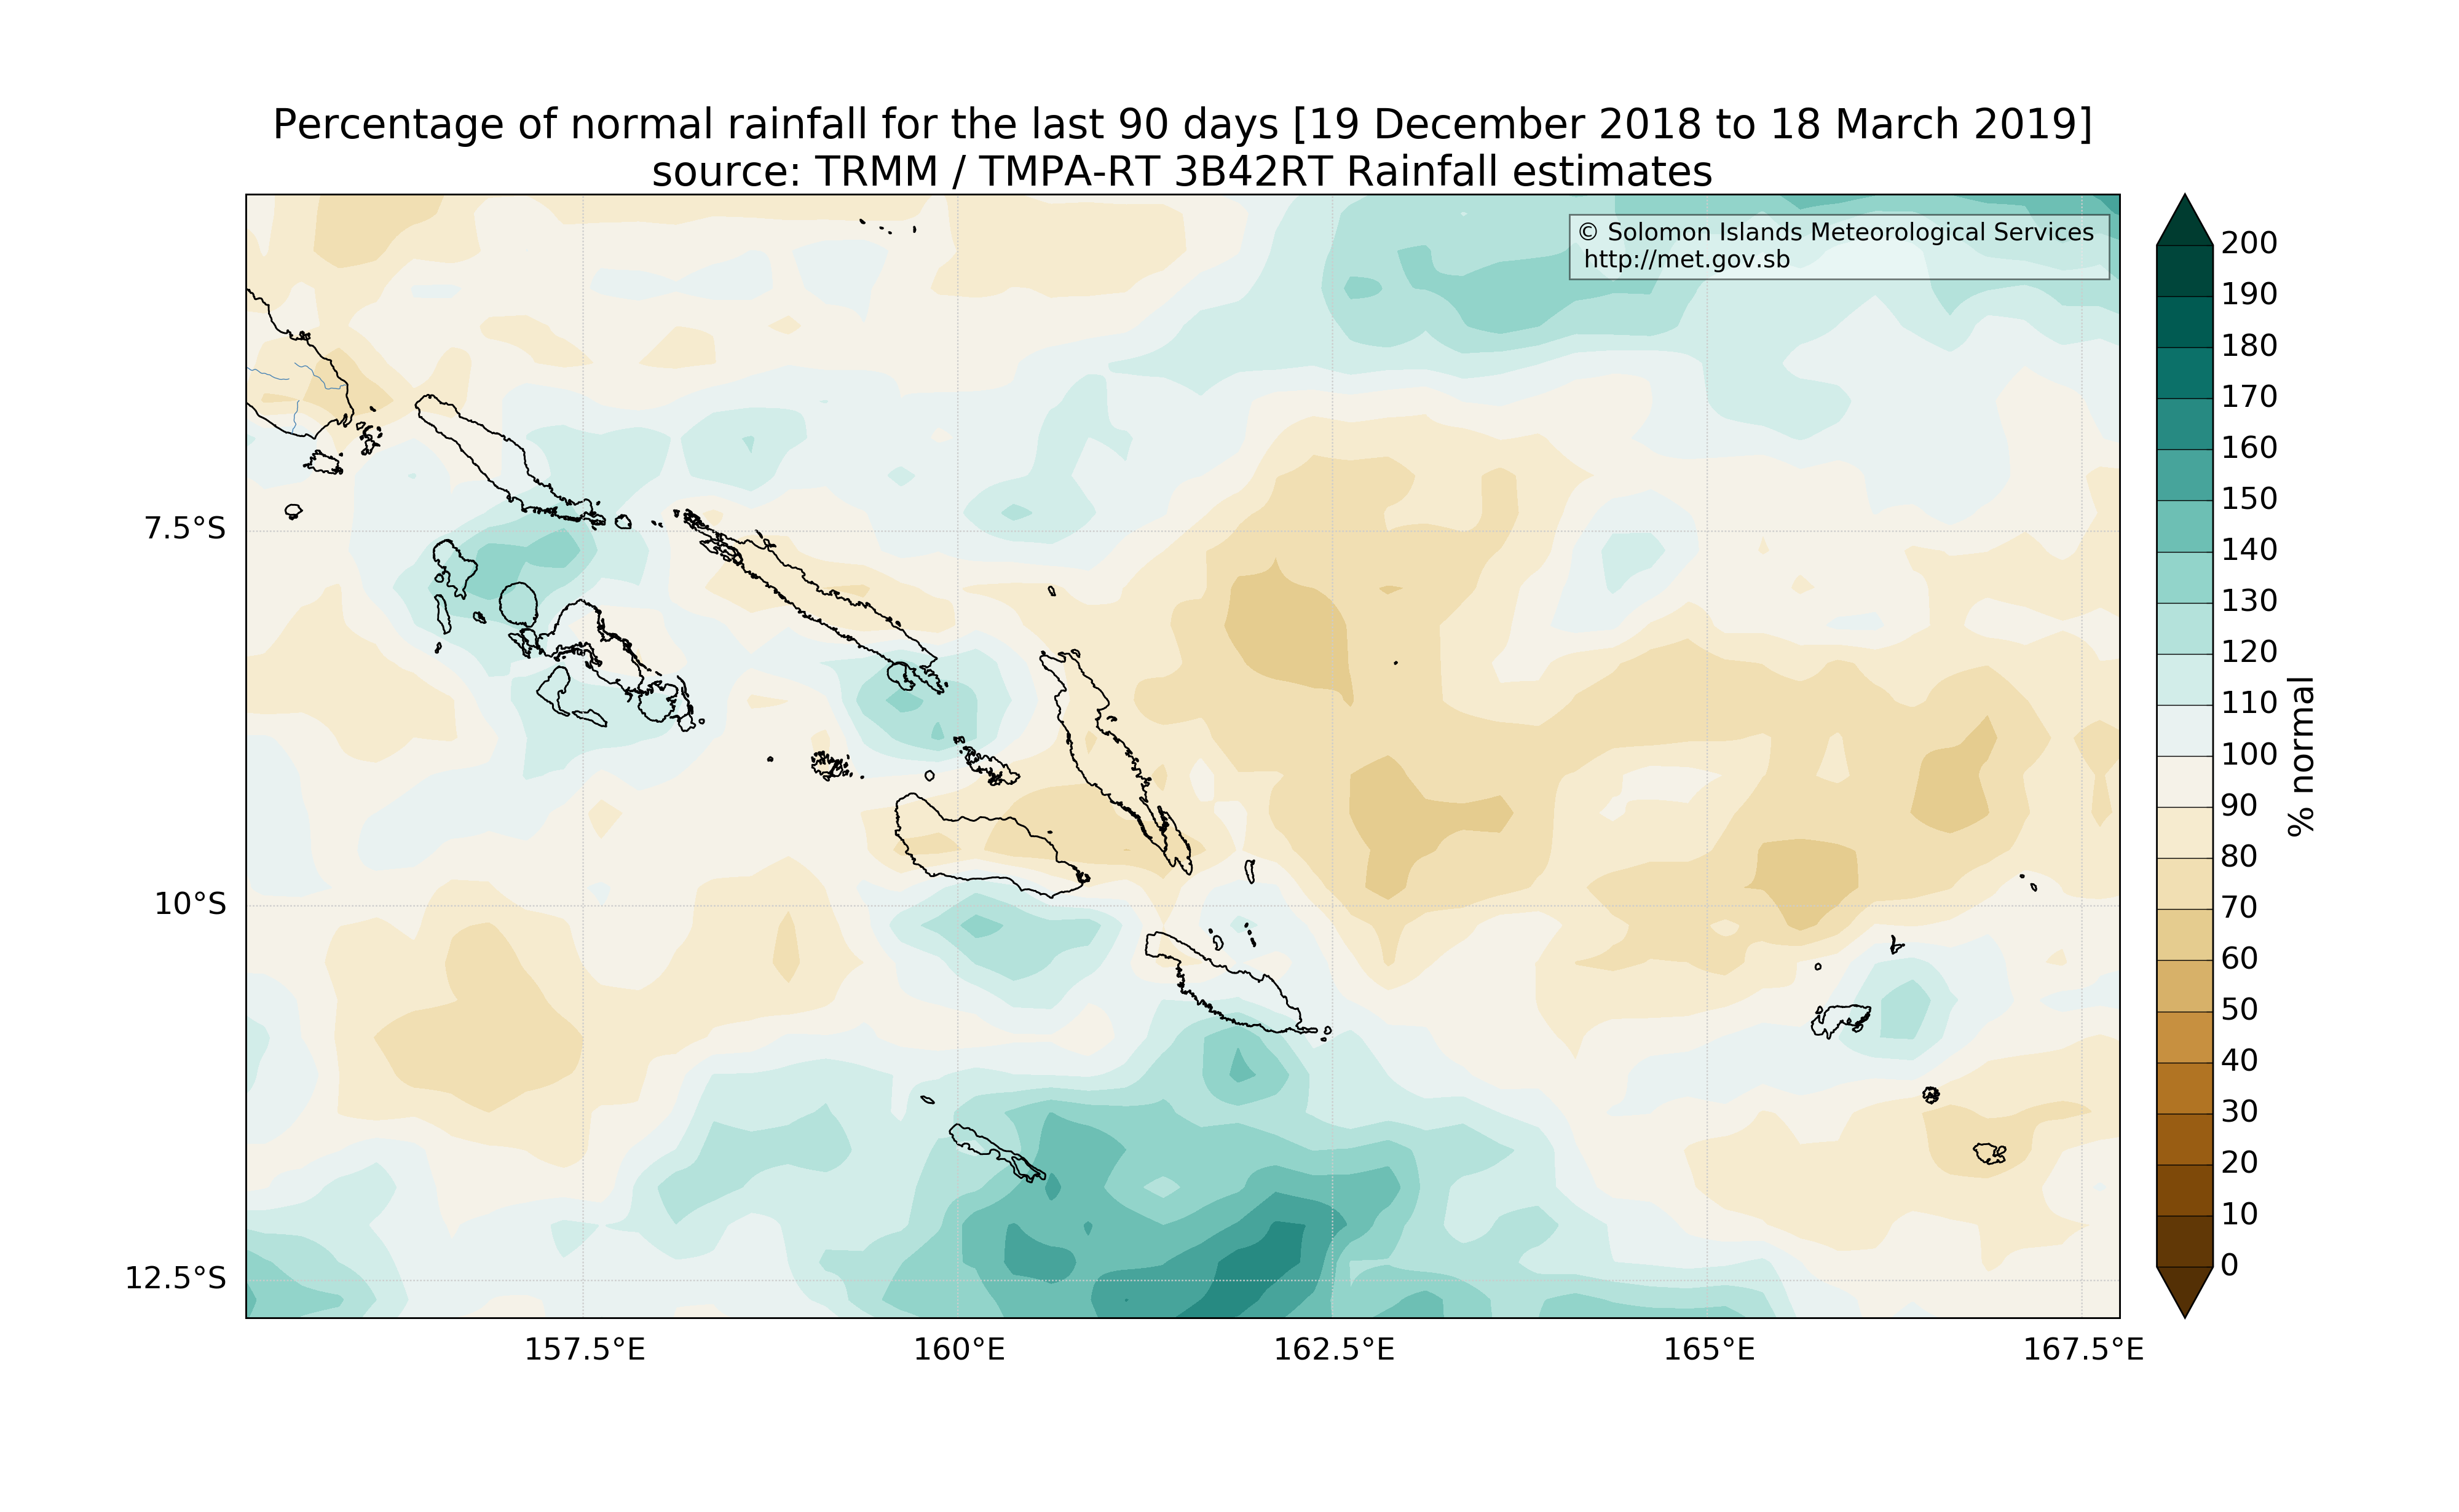 Percentage of normal rainfall for the last 90 days [19 December 2018 to 18 March 2019]
source: TRMM / TMPA-RT 3B42RT Rainfall estimates
© Solomon Islands Meteorological Services
http://met.gov.sb
7.5°S
10°S
12.5°S
157.5°E
160°E
162.5°E
165°E
167.5°E
200
190
180
170
160
150
140
130
120
110
100
90
80
70
60
50
40
30
20
10
0
% normal